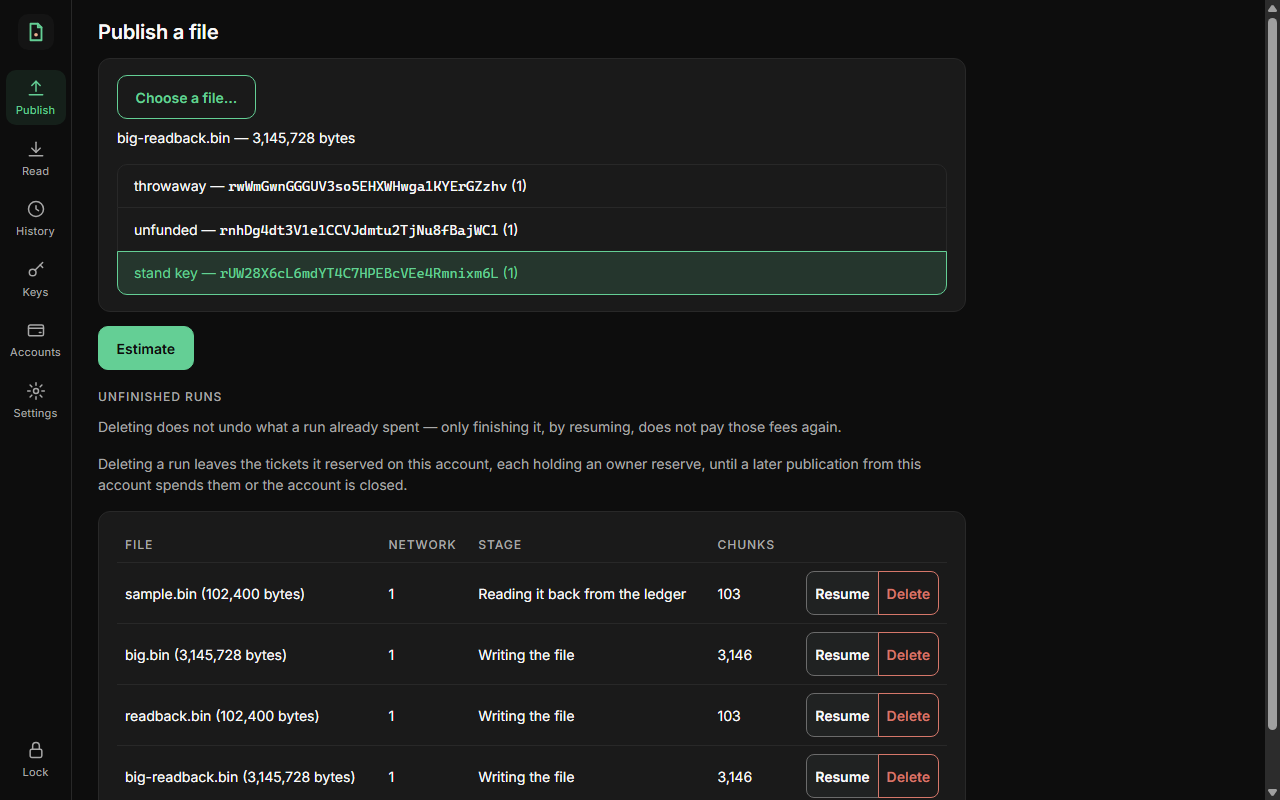 Publish a file
Choose a file...
big-readback.bin — 3,145,728 bytes
throwaway — rwWmGwnGGGUV3so5EHXWHwga1KYErGZzhv (1)
unfunded — rnhDg4dt3V1e1CCVJdmtu2TjNu8fBajWC1 (1)
stand key — rUW28X6cL6mdYT4C7HPEBcVEe4Rmnixm6L (1)
Estimate
UNFINISHED RUNS
Deleting does not undo what a run already spent — only finishing it, by resuming, does not pay those fees again.
Deleting a run leaves the tickets it reserved on this account, each holding an owner reserve, until a later publication from this
account spends them or the account is closed.
FILE NETWORK STAGE CHUNKS
sample.bin (102,400 bytes) 1 Reading it back from the ledger 103 Resume Delete
big.bin (3,145,728 bytes) 1 Writing the file 3,146 Resume Delete
readback.bin (102,400 bytes) 1 Writing the file 103 Resume Delete
big-readback.bin (3,145,728 bytes) 1 Writing the file 3,146 Resume Delete
Publish
Read
History
Keys
Accounts
Settings
Lock